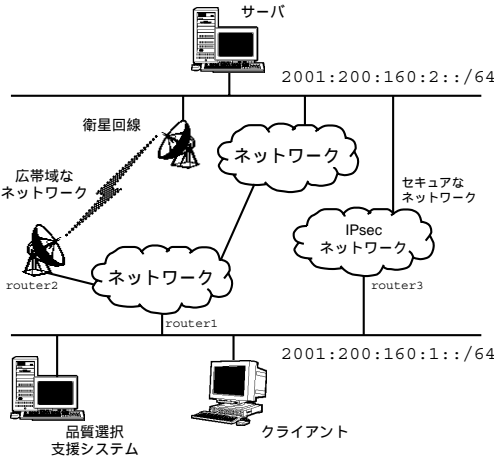 サーバ
2001:200:160:2::/64
衛星回線
ネットワーク
広帯域な
ネットワーク
セキュアな
ネットワーク
IPsec
ネットワーク
ネットワーク
router2
router3
router1
2001:200:160:1::/64
品質選択
支援システム
クライアント